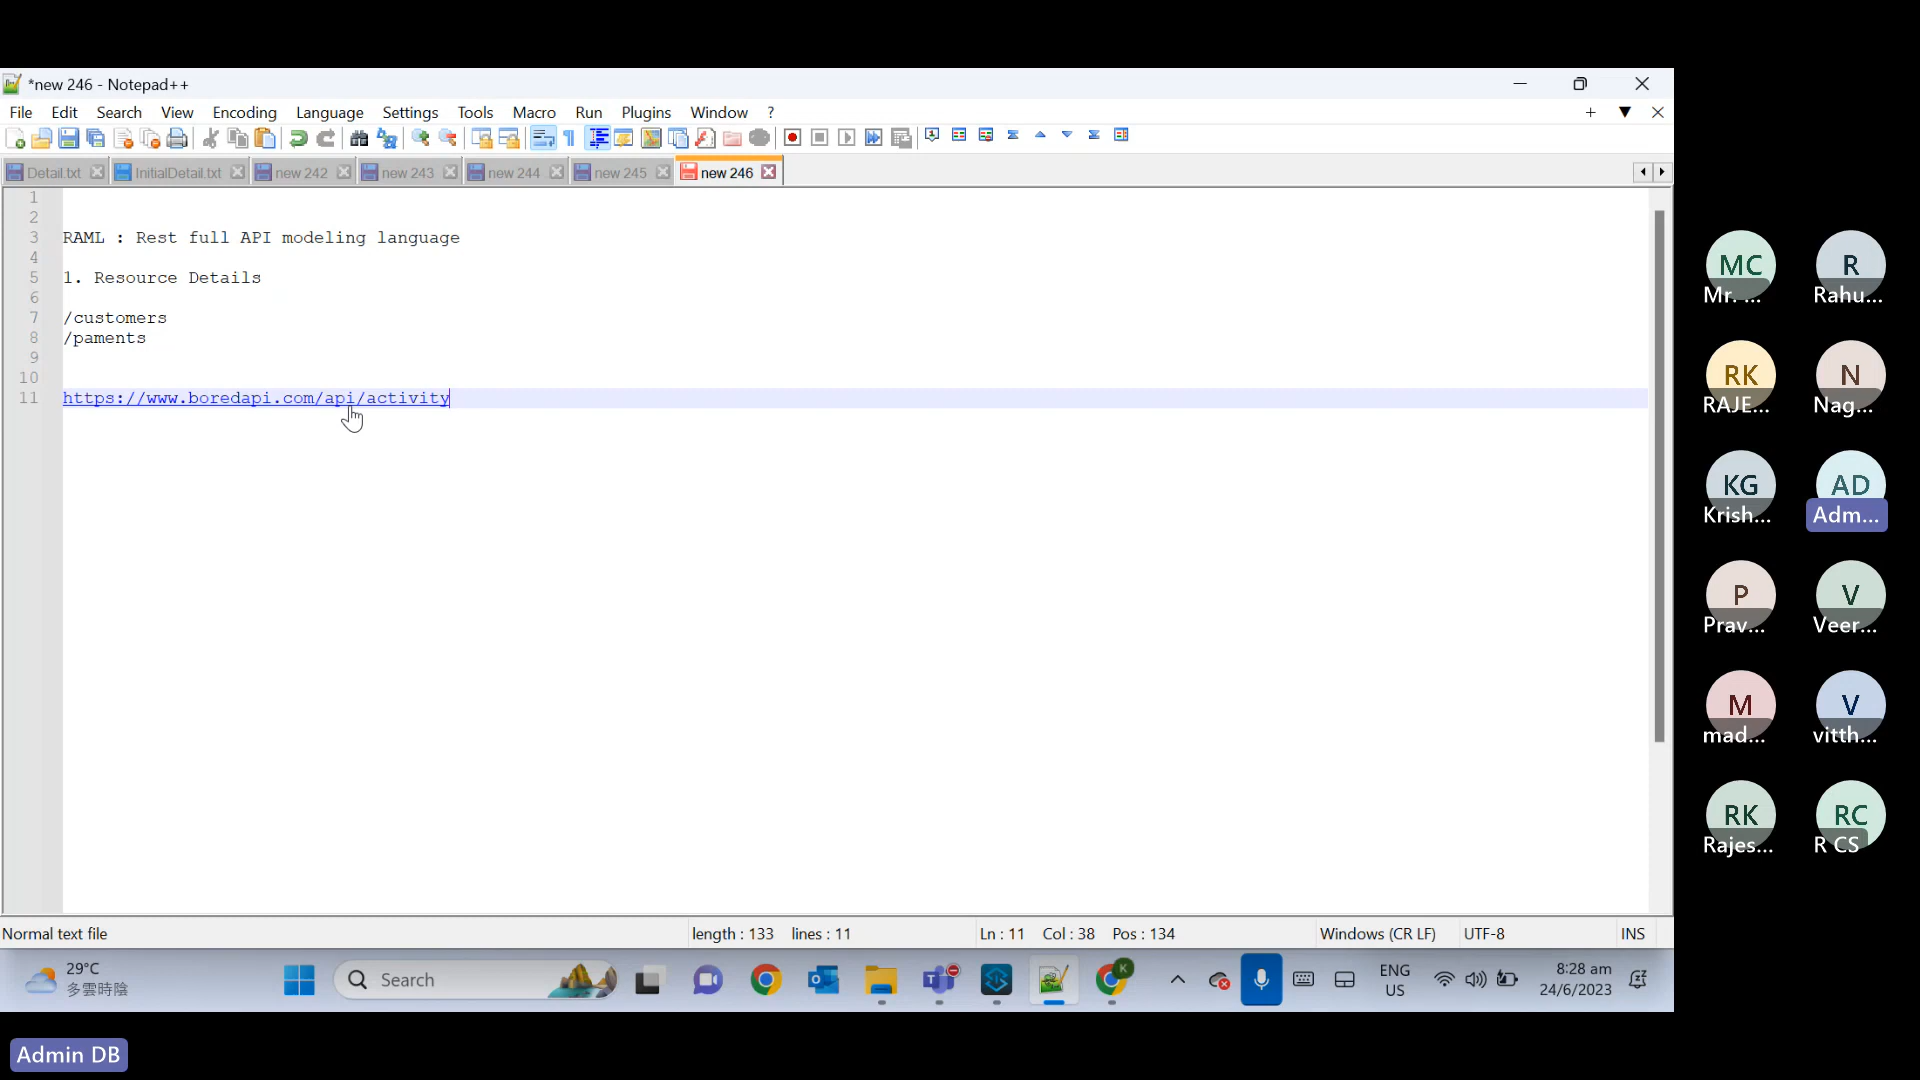 *new 246 - Notepad++
File Edit Search View Encoding Language Settings Tools Macro Run Plugins Window ?
Detail.txt InitialDetail.txt new 242 new 243 new 244 new 245 new 246
1
2
3 RAML : Rest full API modeling language
4
5 1. Resource Details
6
7 /customers
8 /paments
9
10
11 https://www.boredapi.com/api/activity
Normal text file length : 133 lines : 11 Ln : 11 Col : 38 Pos : 134 Windows (CR LF) UTF-8 INS
29°C
多雲時陰
Search
ENG
US
8:28 am
24/6/2023
MC R
Mr. ... Rahu...
RK N
RAJE... Nag...
KG AD
Krish... Adm...
P V
Prav... Veer...
M V
mad... vitth...
RK RC
Rajes... R CS
Admin DB